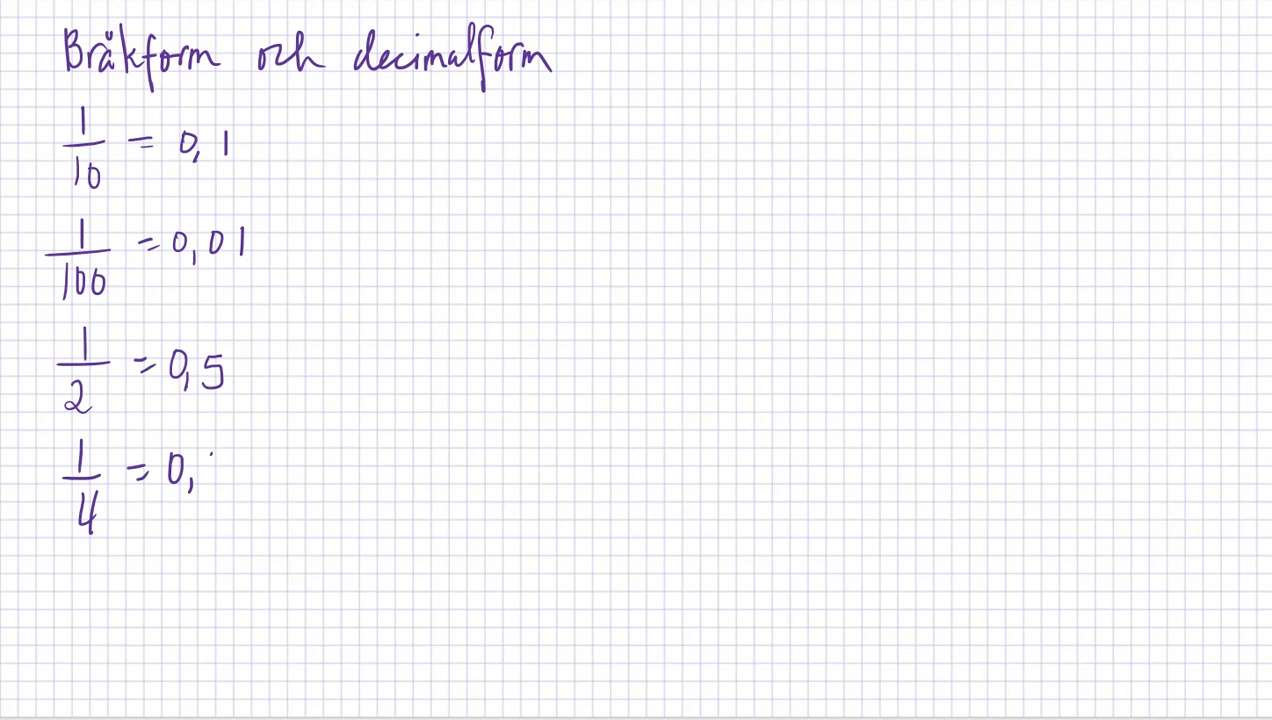 Bråkform och decimalform
1/10 = 0,1
1/100 = 0,01
1/2 = 0,5
1/4 = 0,